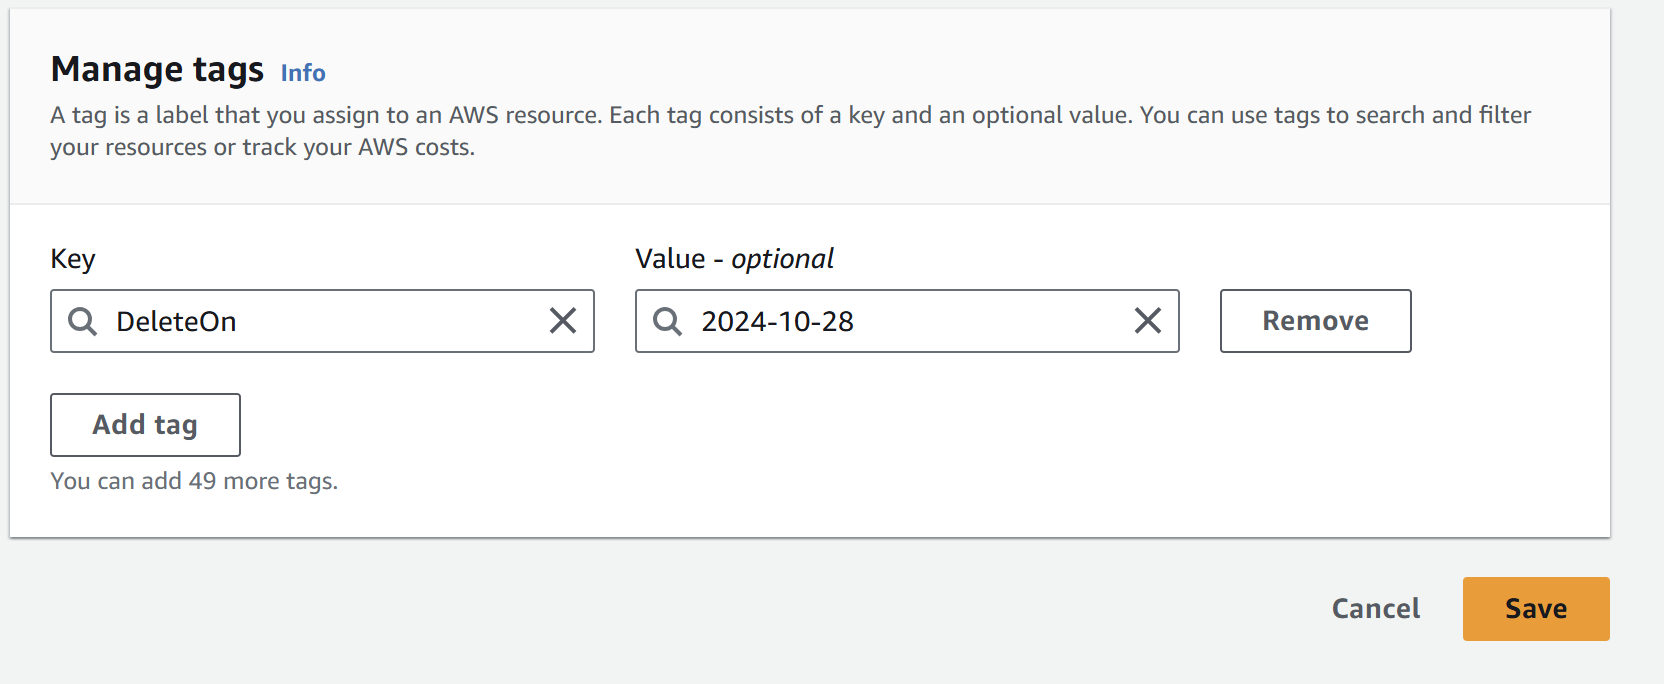 Manage tags Info
A tag is a label that you assign to an AWS resource. Each tag consists of a key and an optional value. You can use tags to search and filter
your resources or track your AWS costs.
Key
Value - optional
DeleteOn
2024-10-28
Remove
Add tag
You can add 49 more tags.
Cancel
Save